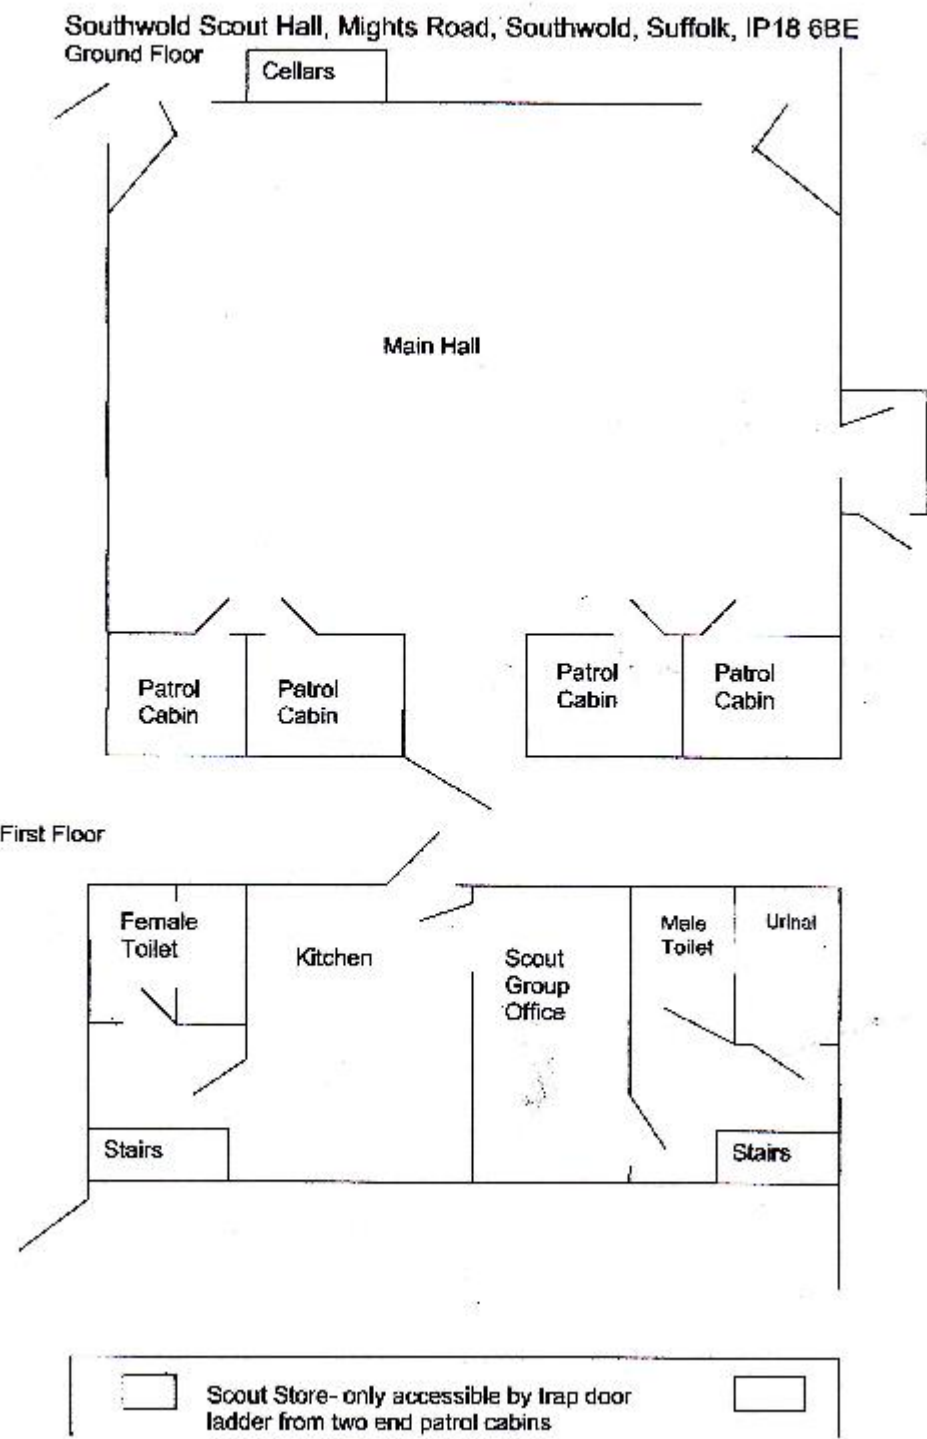 Southwold Scout Hall, Mights Road, Southwold, Suffolk, IP18 6BE
Ground Floor
Cellars
Main Hall
Patrol
Cabin
Patrol
Cabin
Patrol
Cabin
Patrol
Cabin
First Floor
Female
Toilet
Kitchen
Scout
Group
Office
Male
Toilet
Urinal
Stairs
Stairs
Scout Store- only accessible by trap door
ladder from two end patrol cabins